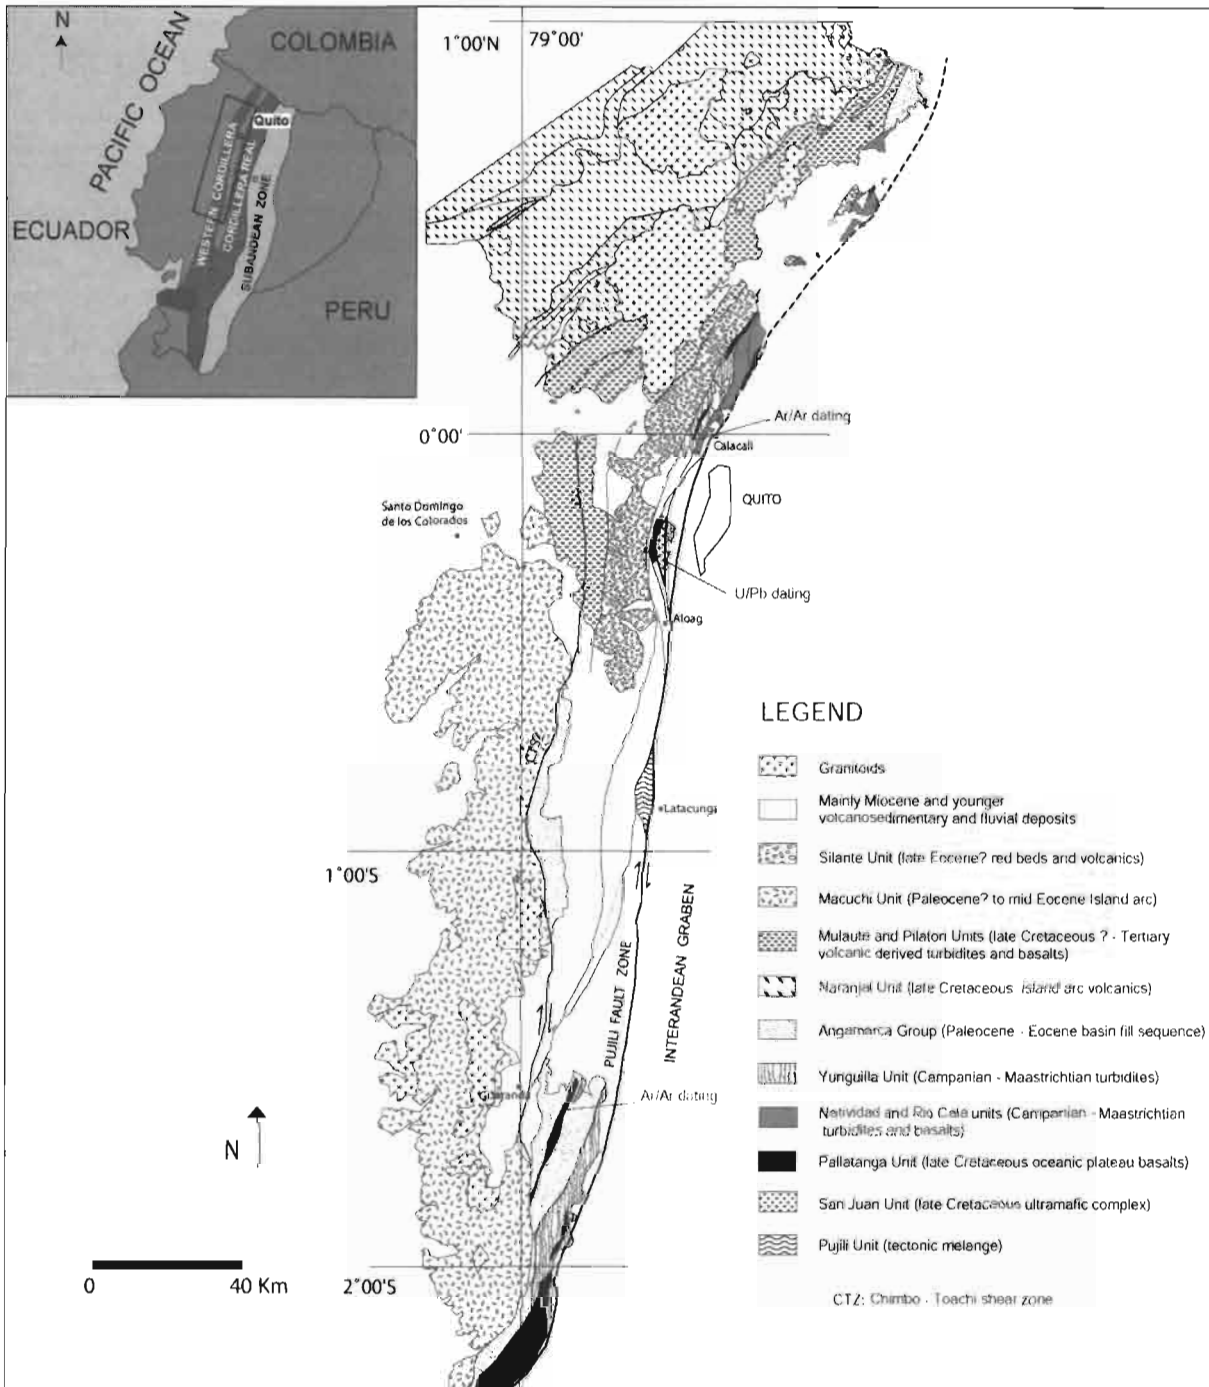 N
COLOMBIA
PACIFIC OCEAN
Quito
WESTERN CORDILLERA
CORDILLERA REAL
SUBANDEAN ZONE
ECUADOR
PERU
1°00'N
79°00'
Ar/Ar dating
0°00'
Calacali
QUITO
Santo Domingo
de los Colorados
U/Pb dating
Aloag
LEGEND
Granitoids
Mainly Miocene and younger
volcanosedimentary and fluvial deposits
Silante Unit (late Eocene? red beds and volcanics)
Macuchi Unit (Paleocene? to mid Eocene Island arc)
Mulaute and Pilaton Units (late Cretaceous ? - Tertiary
volcanic derived turbidites and basalts)
Naranjal Unit (late Cretaceous island arc volcanics)
Angamarca Group (Paleocene - Eocene basin fill sequence)
Yunguilla Unit (Campanian - Maastrichtian turbidites)
Natividad and Rio Cala units (Campanian - Maastrichtian
turbidites and basalts)
Pallatanga Unit (late Cretaceous oceanic plateau basalts)
San Juan Unit (late Cretaceous ultramafic complex)
Pujili Unit (tectonic melange)
CTZ: Chimbo - Toachi shear zone
Latacunga
1°00'S
PUJILI FAULT ZONE
INTERANDEAN GRABEN
Guaranda
Ar/Ar dating
N
0
40 Km
2°00'S